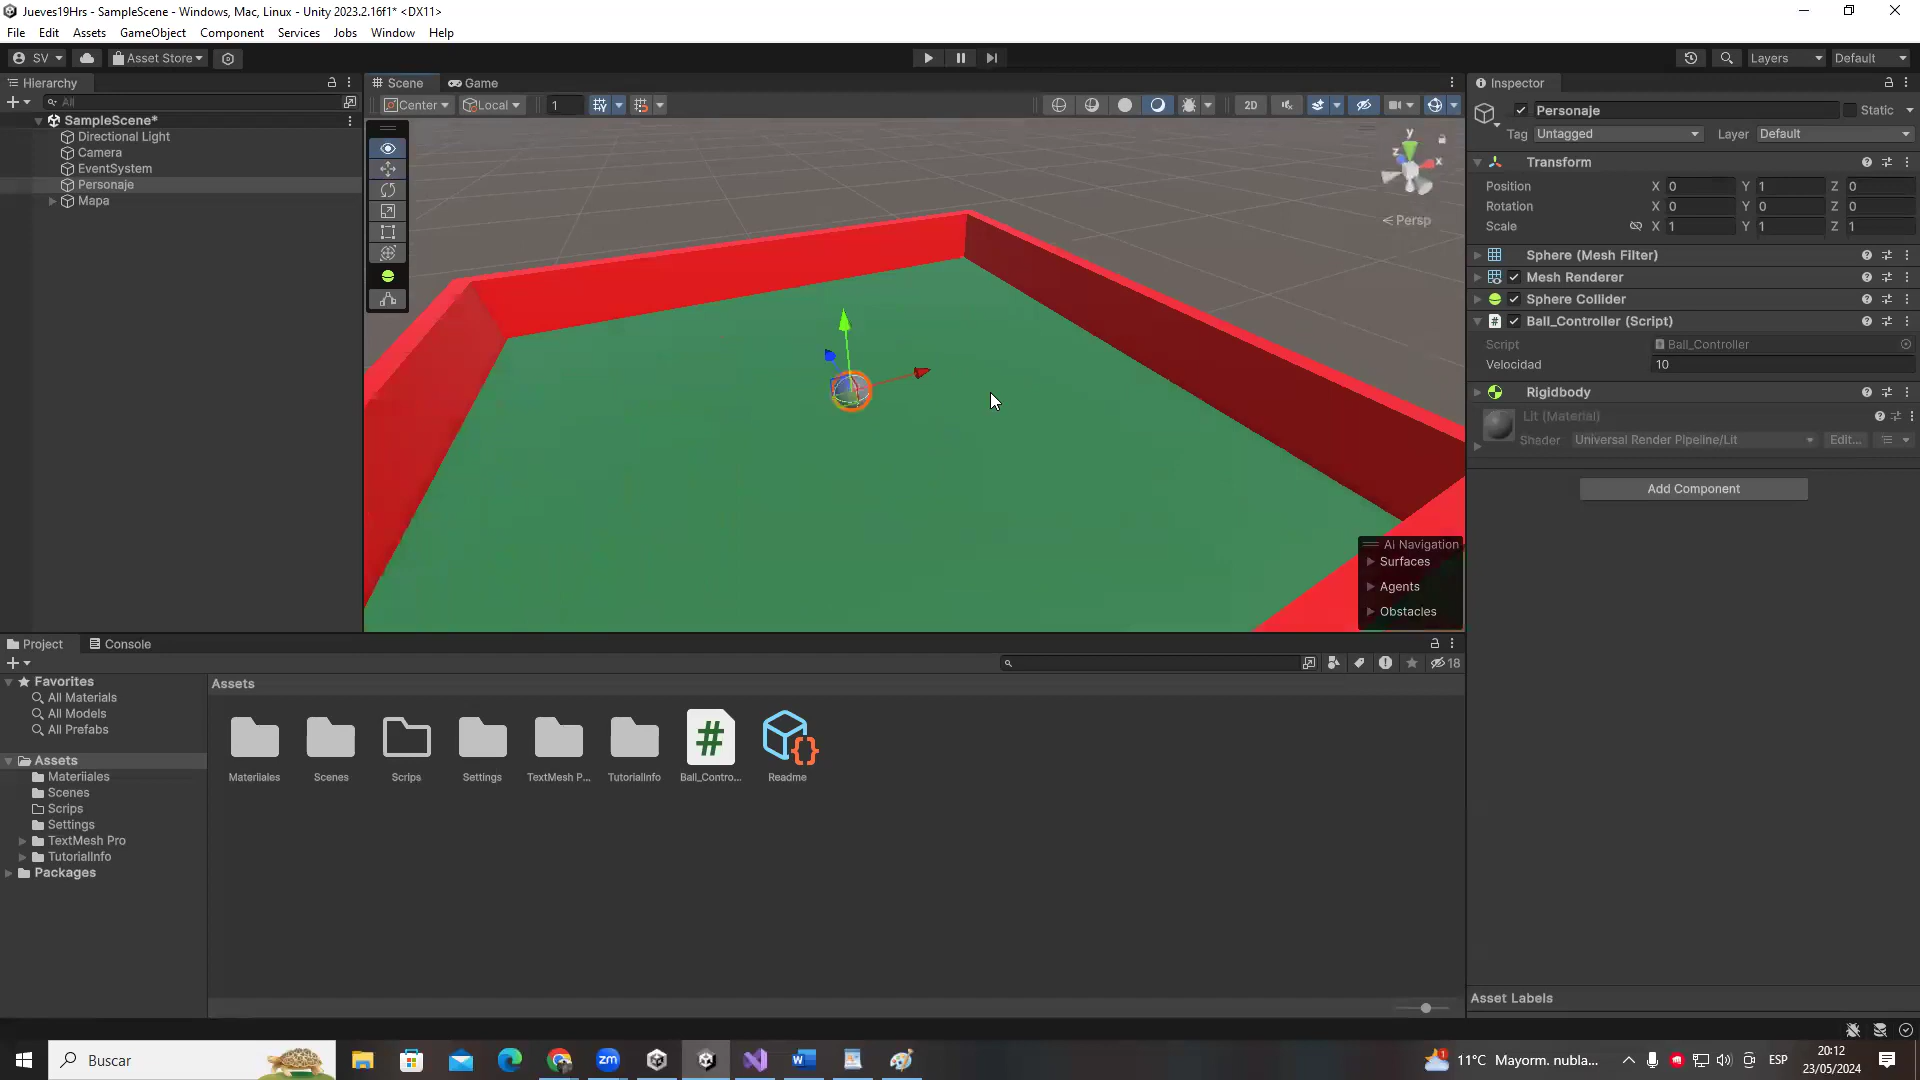 Jueves19Hrs - SampleScene - Windows, Mac, Linux - Unity 2023.2.16f1* <DX11>
File Edit Assets GameObject Component Services Jobs Window Help
SV Asset Store Layers Default
Hierarchy
All
SampleScene*
Directional Light
Camera
EventSystem
Personaje
Mapa
Scene Game
Center Local 1 2D
y
z x
Persp
Ai Navigation
Surfaces
Agents
Obstacles
Inspector
Personaje Static
Tag Untagged Layer Default
Transform
Position X 0 Y 1 Z 0
Rotation X 0 Y 0 Z 0
Scale X 1 Y 1 Z 1
Sphere (Mesh Filter)
Mesh Renderer
Sphere Collider
# Ball_Controller (Script)
Script Ball_Controller
Velocidad 10
Rigidbody
Lit (Material)
Shader Universal Render Pipeline/Lit Edit...
Add Component
Asset Labels
Project Console
18
Favorites
All Materials
All Models
All Prefabs
Assets
Materiiales
Scenes
Scrips
Settings
TextMesh Pro
TutorialInfo
Packages
Assets
# {}
Materiiales Scenes Scrips Settings TextMesh P... TutorialInfo Ball_Contro... Readme
Buscar
zm
W
1
11°C Mayorm. nubla...
ESP
20:12
23/05/2024